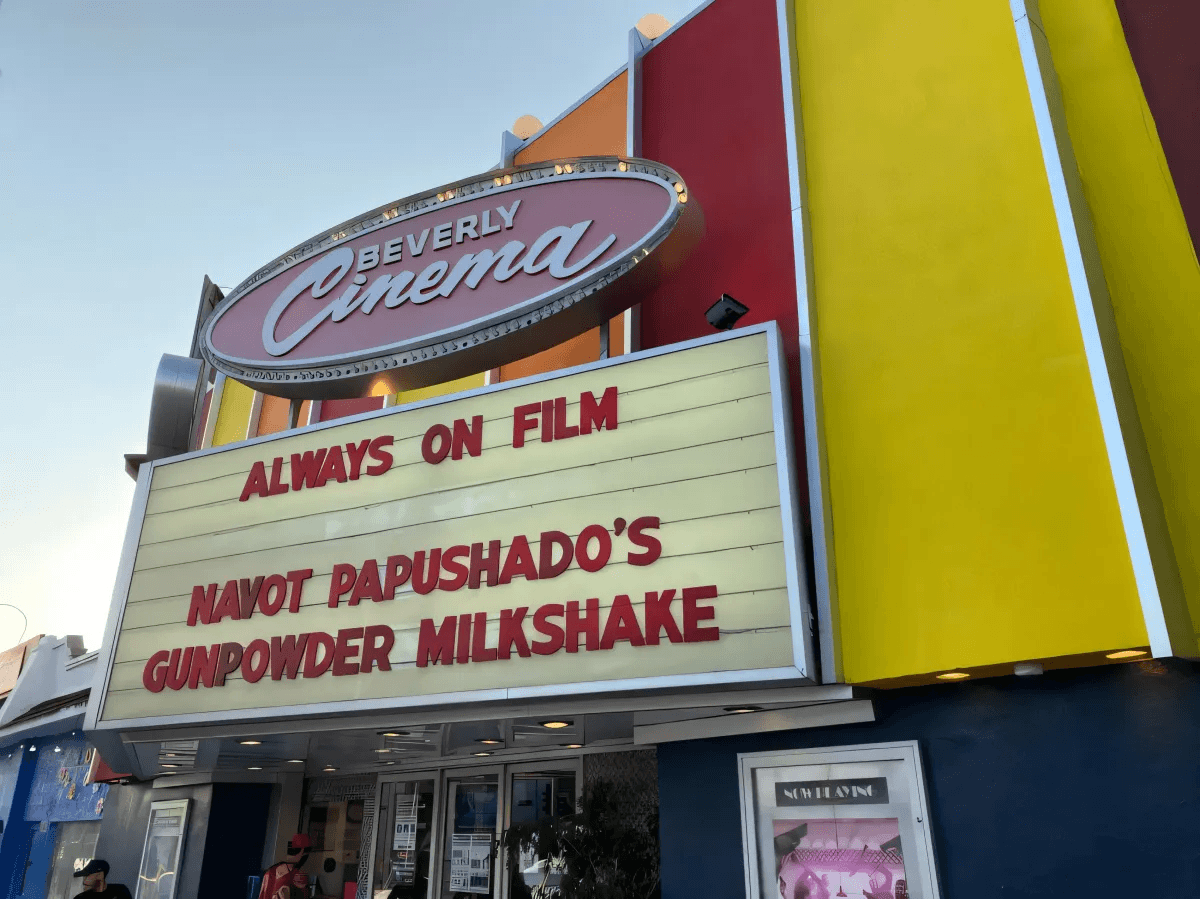 BEVERLY
Cinema
ALWAYS ON FILM
NAVOT PAPUSHADO'S
GUNPOWDER MILKSHAKE
NOW PLAYING